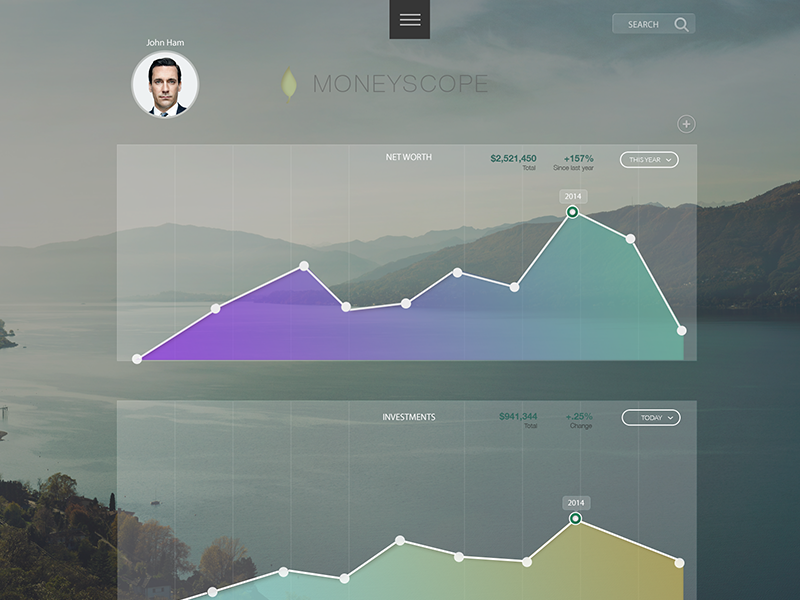 John Ham
SEARCH
MONEYSCOPE
NET WORTH
$2,521,450
Total
+157%
Since last year
THIS YEAR
2014
INVESTMENTS
$941,344
Total
+.25%
Change
TODAY
2014